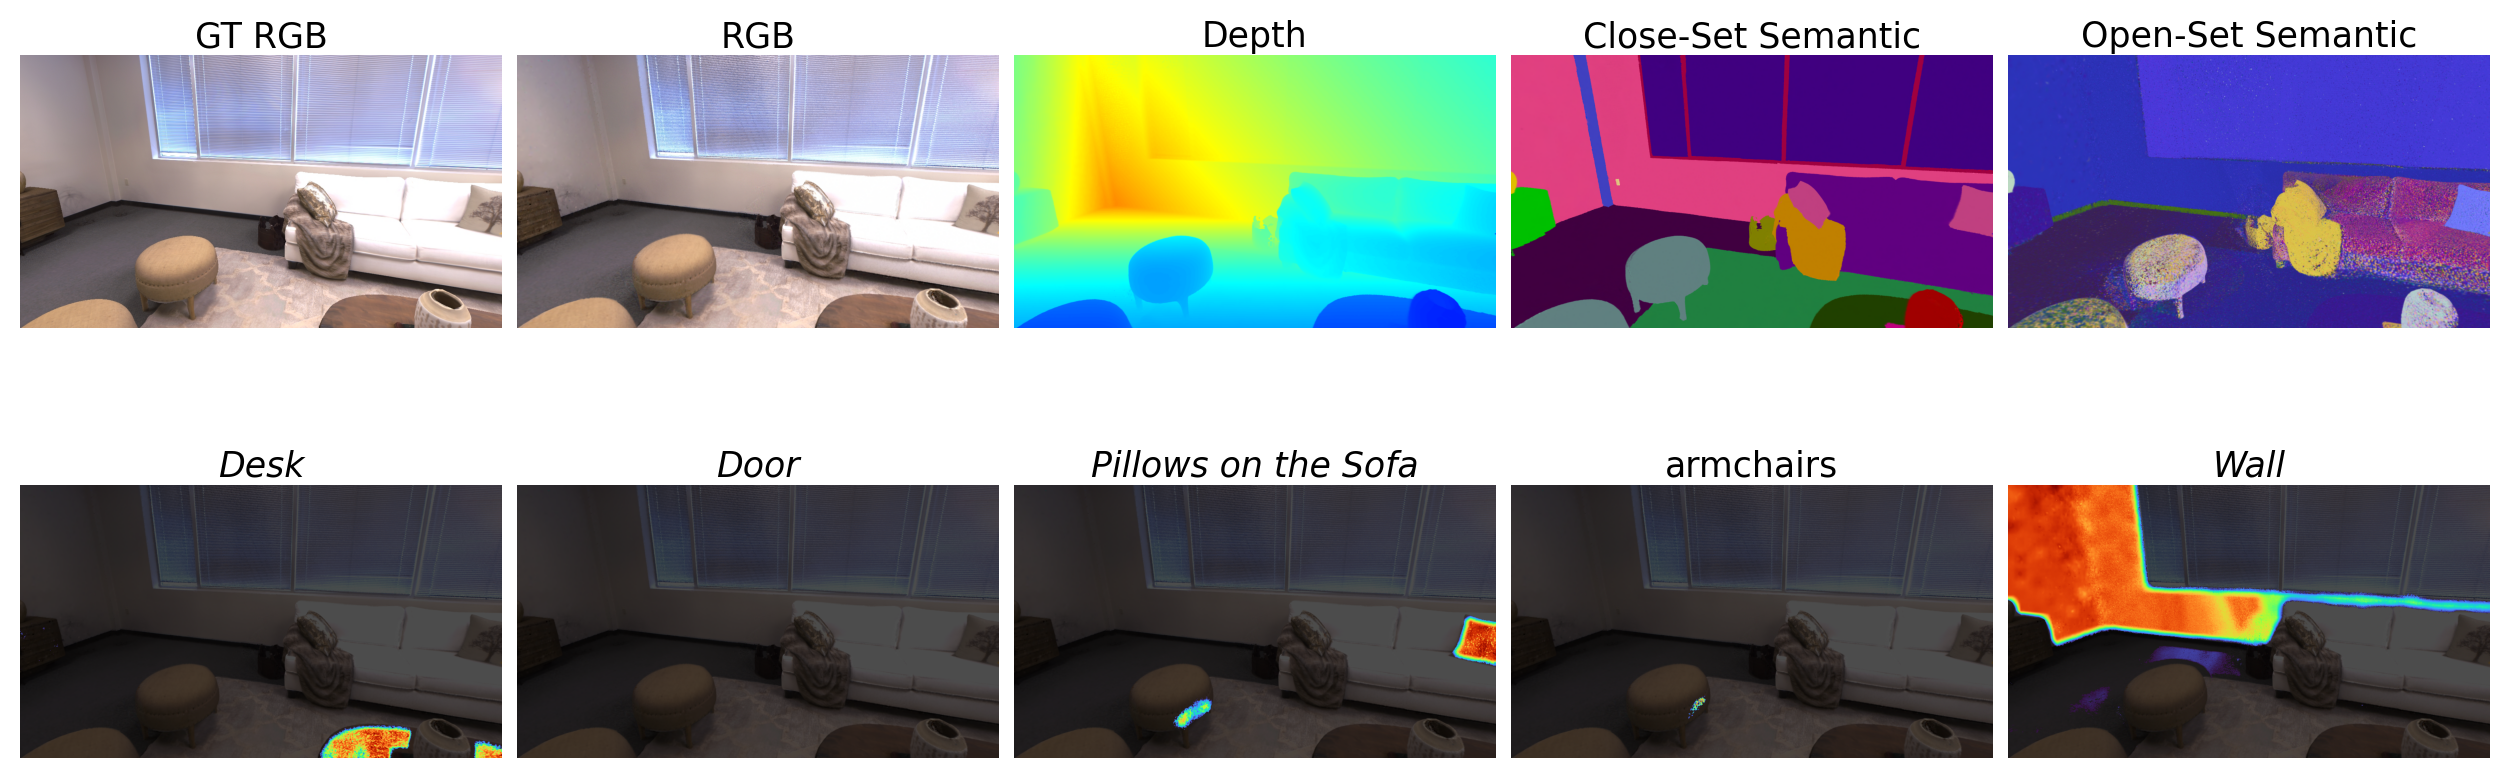 GT RGB
RGB
Depth
Close-Set Semantic
Open-Set Semantic
Desk
Door
Pillows on the Sofa
armchairs
Wall